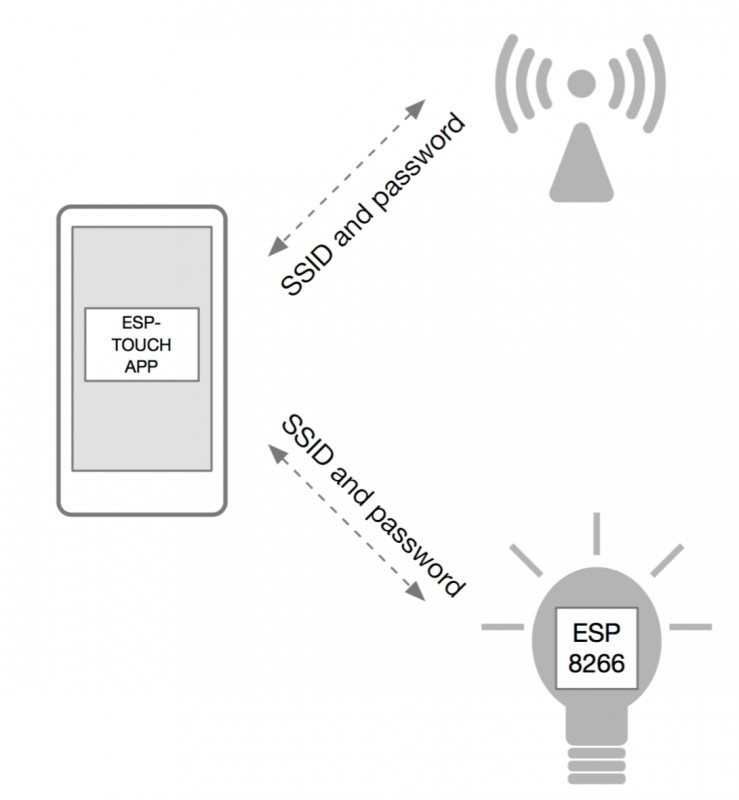 SSID and password
ESP-
TOUCH
APP
SSID and password
ESP
8266